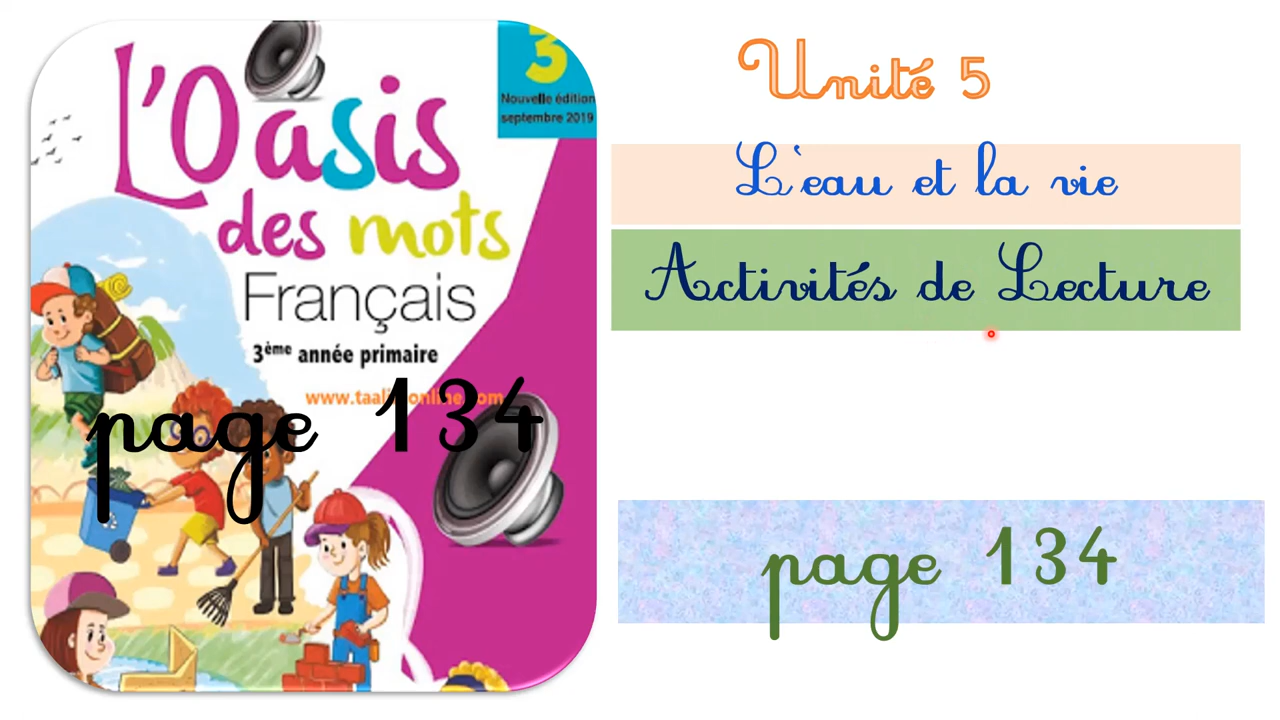 L'Oasis
des mots
Français
3ème année primaire
3
Nouvelle édition
septembre 2019
page 134
Unité 5
L'eau et la vie
Activités de Lecture
page 134